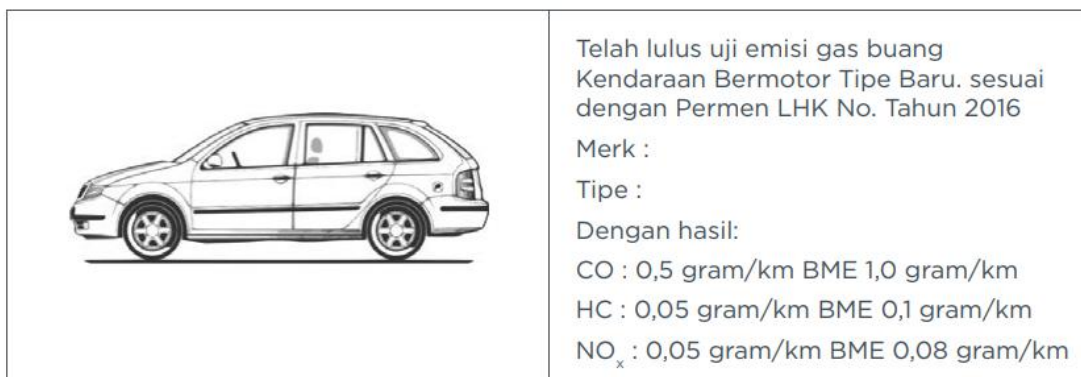 Telah lulus uji emisi gas buang
Kendaraan Bermotor Tipe Baru. sesuai
dengan Permen LHK No. Tahun 2016
Merk :
Tipe :
Dengan hasil:
CO : 0,5 gram/km BME 1,0 gram/km
HC : 0,05 gram/km BME 0,1 gram/km
NOₓ : 0,05 gram/km BME 0,08 gram/km